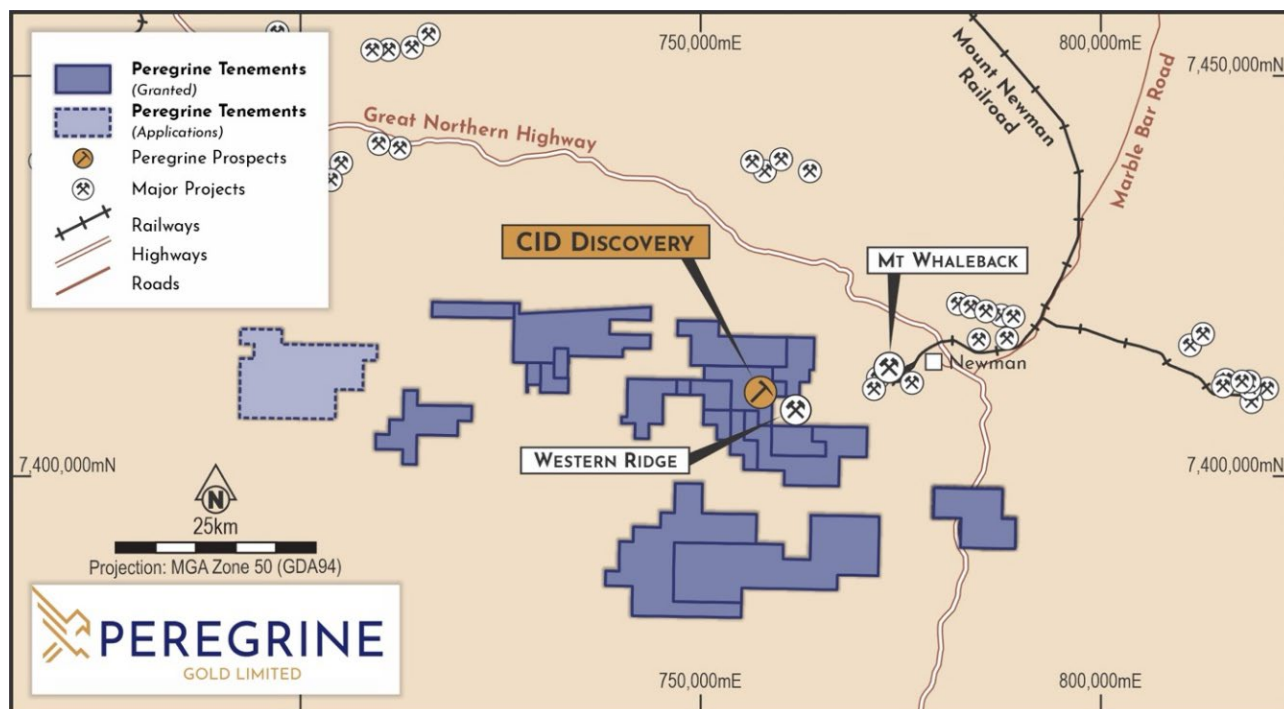 Peregrine Tenements
(Granted)
Peregrine Tenements
(Applications)
Peregrine Prospects
Major Projects
Railways
Highways
Roads
750,000mE
800,000mE
7,450,000mN
Great Northern Highway
Mount Newman
Railroad
Marble Bar Road
CID DISCOVERY
MT WHALEBACK
Newman
WESTERN RIDGE
7,400,000mN
7,400,000mN
N
25km
Projection: MGA Zone 50 (GDA94)
PEREGRINE
GOLD LIMITED
750,000mE
800,000mE